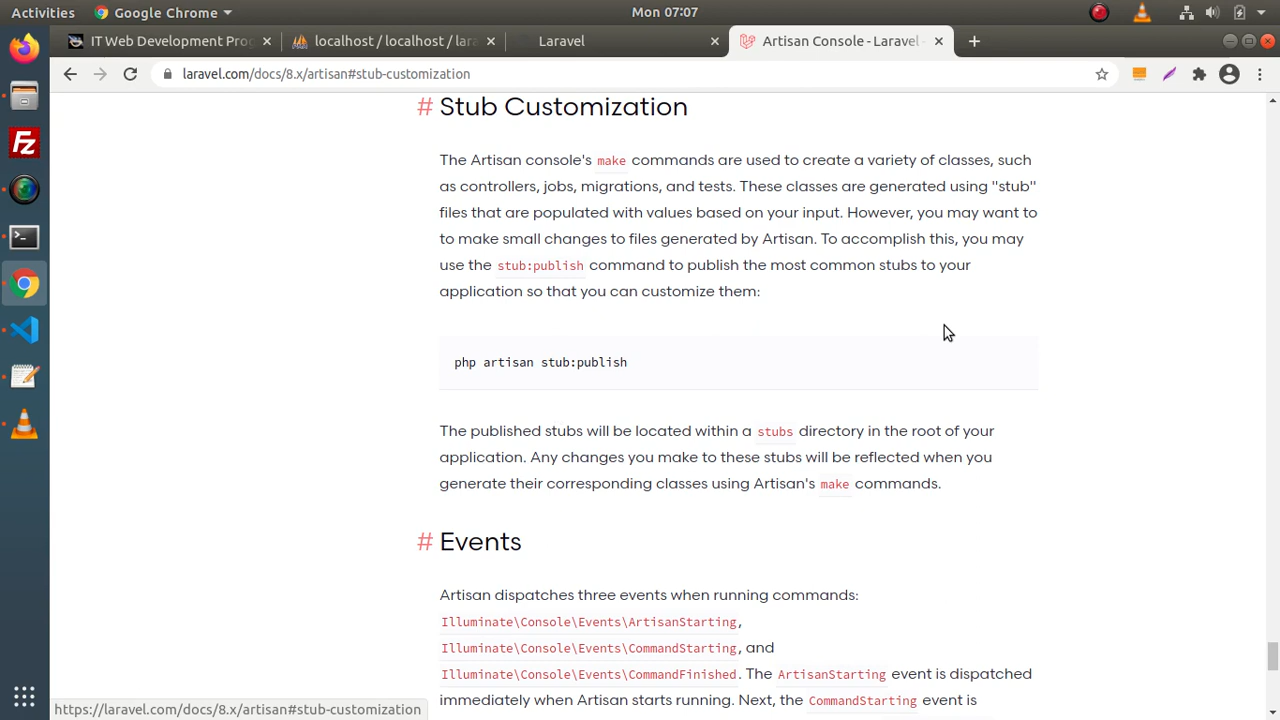 Activities
Google Chrome
Mon 07:07
IT Web Development Prog
localhost / localhost / lara
Laravel
Artisan Console - Laravel -
laravel.com/docs/8.x/artisan#stub-customization
# Stub Customization
The Artisan console's make commands are used to create a variety of classes, such
as controllers, jobs, migrations, and tests. These classes are generated using "stub"
files that are populated with values based on your input. However, you may want to
to make small changes to files generated by Artisan. To accomplish this, you may
use the stub:publish command to publish the most common stubs to your
application so that you can customize them:
php artisan stub:publish
The published stubs will be located within a stubs directory in the root of your
application. Any changes you make to these stubs will be reflected when you
generate their corresponding classes using Artisan's make commands.
# Events
Artisan dispatches three events when running commands:
Illuminate\Console\Events\ArtisanStarting,
Illuminate\Console\Events\CommandStarting, and
Illuminate\Console\Events\CommandFinished. The ArtisanStarting event is dispatched
immediately when Artisan starts running. Next, the CommandStarting event is
https://laravel.com/docs/8.x/artisan#stub-customization